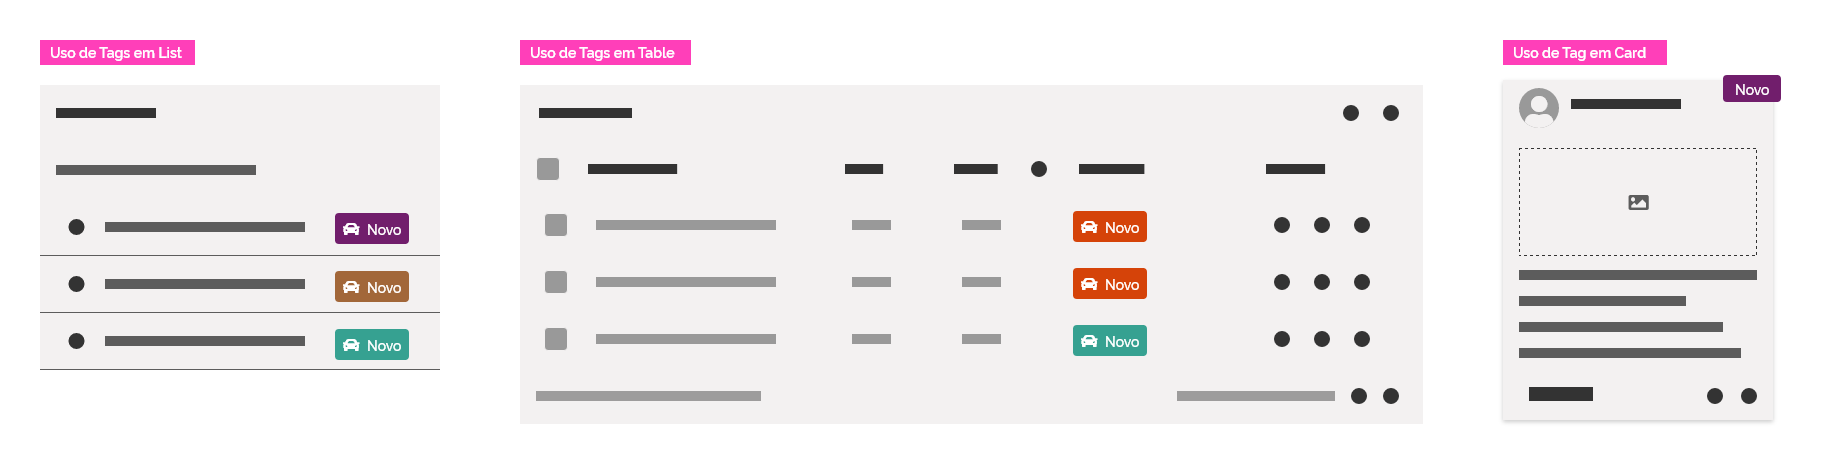 Uso de Tags em List
Novo
Novo
Novo
Uso de Tags em Table
Novo
Novo
Novo
Uso de Tag em Card
Novo